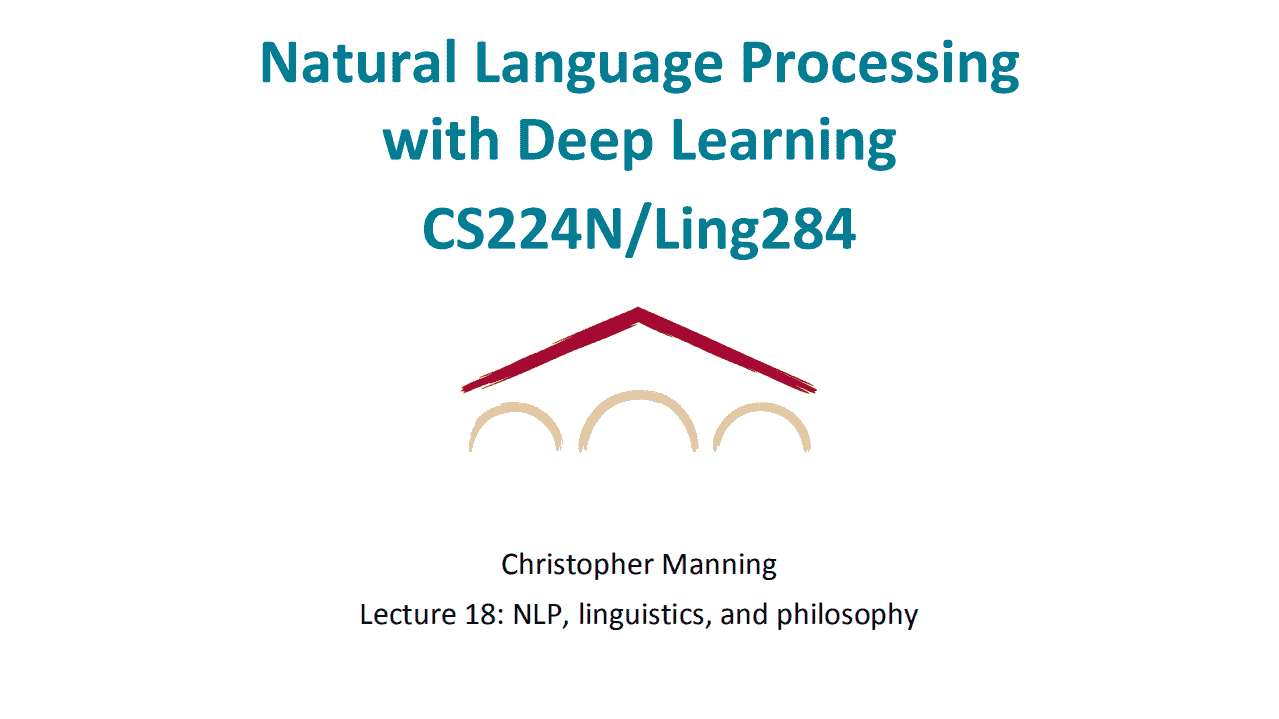 Natural Language Processing
with Deep Learning
CS224N/Ling284
Christopher Manning
Lecture 18: NLP, linguistics, and philosophy